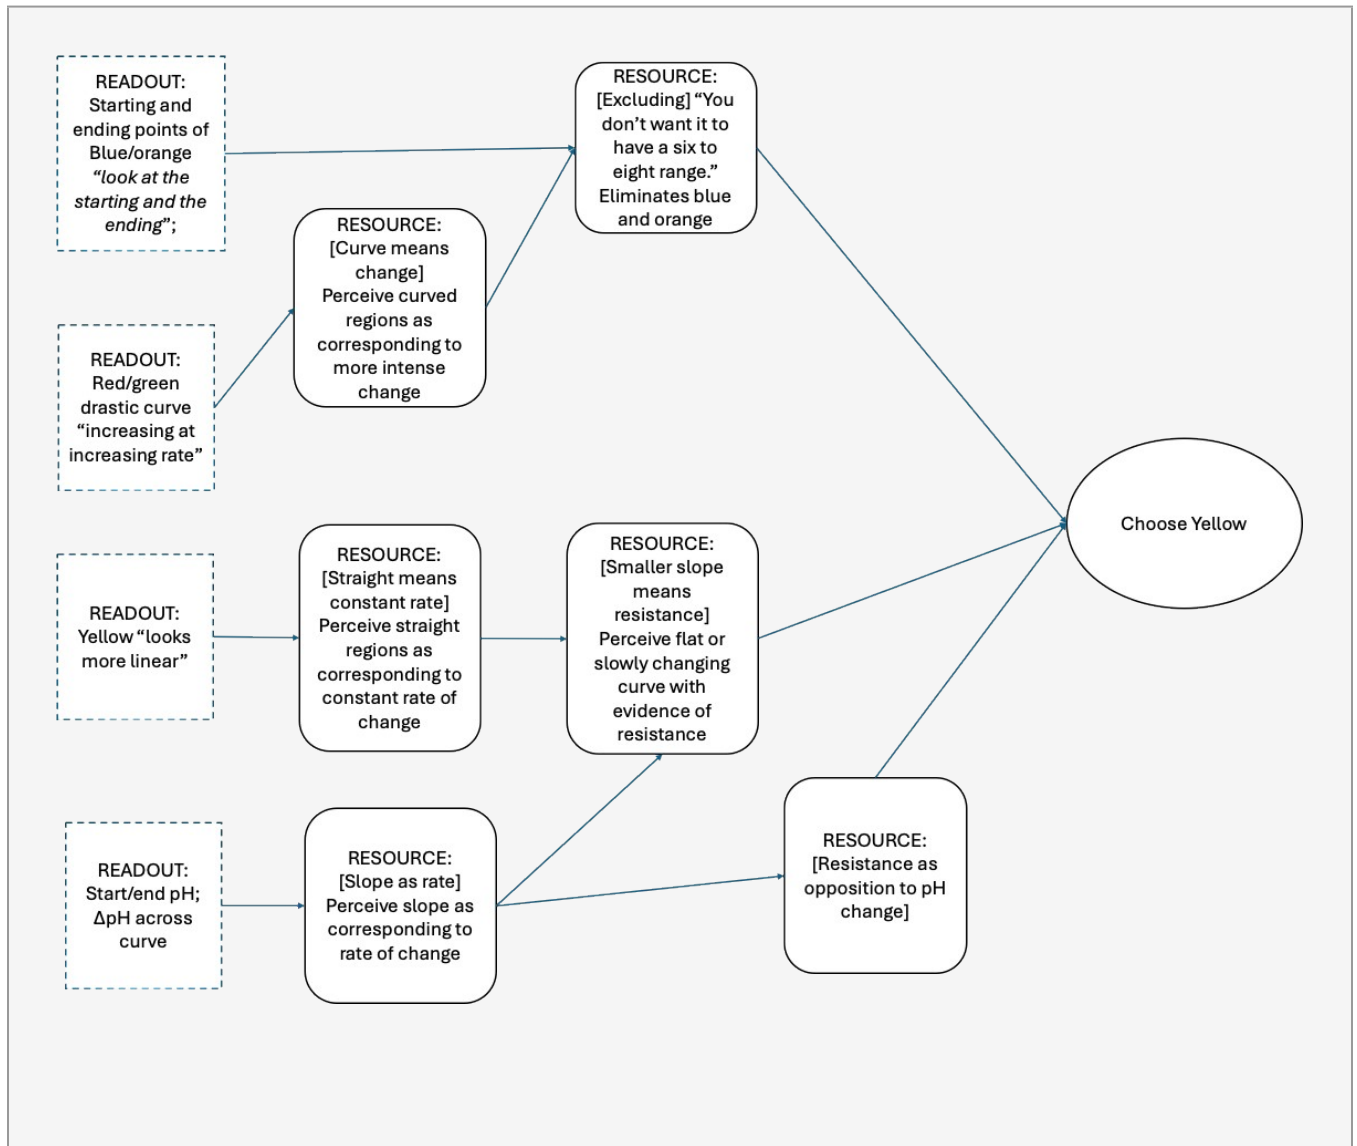 READOUT:
Starting and
ending points of
Blue/orange
“look at the
starting and the
ending”;
RESOURCE:
[Excluding] “You
don’t want it to
have a six to
eight range.”
Eliminates blue
and orange
RESOURCE:
[Curve means
change]
Perceive curved
regions as
corresponding to
more intense
change
READOUT:
Red/green
drastic curve
“increasing at
increasing rate”
Choose Yellow
READOUT:
Yellow “looks
more linear”
RESOURCE:
[Straight means
constant rate]
Perceive straight
regions as
corresponding to
constant rate of
change
RESOURCE:
[Smaller slope
means
resistance]
Perceive flat or
slowly changing
curve with
evidence of
resistance
READOUT:
Start/end pH;
ΔpH across
curve
RESOURCE:
[Slope as rate]
Perceive slope as
corresponding to
rate of change
RESOURCE:
[Resistance as
opposition to pH
change]